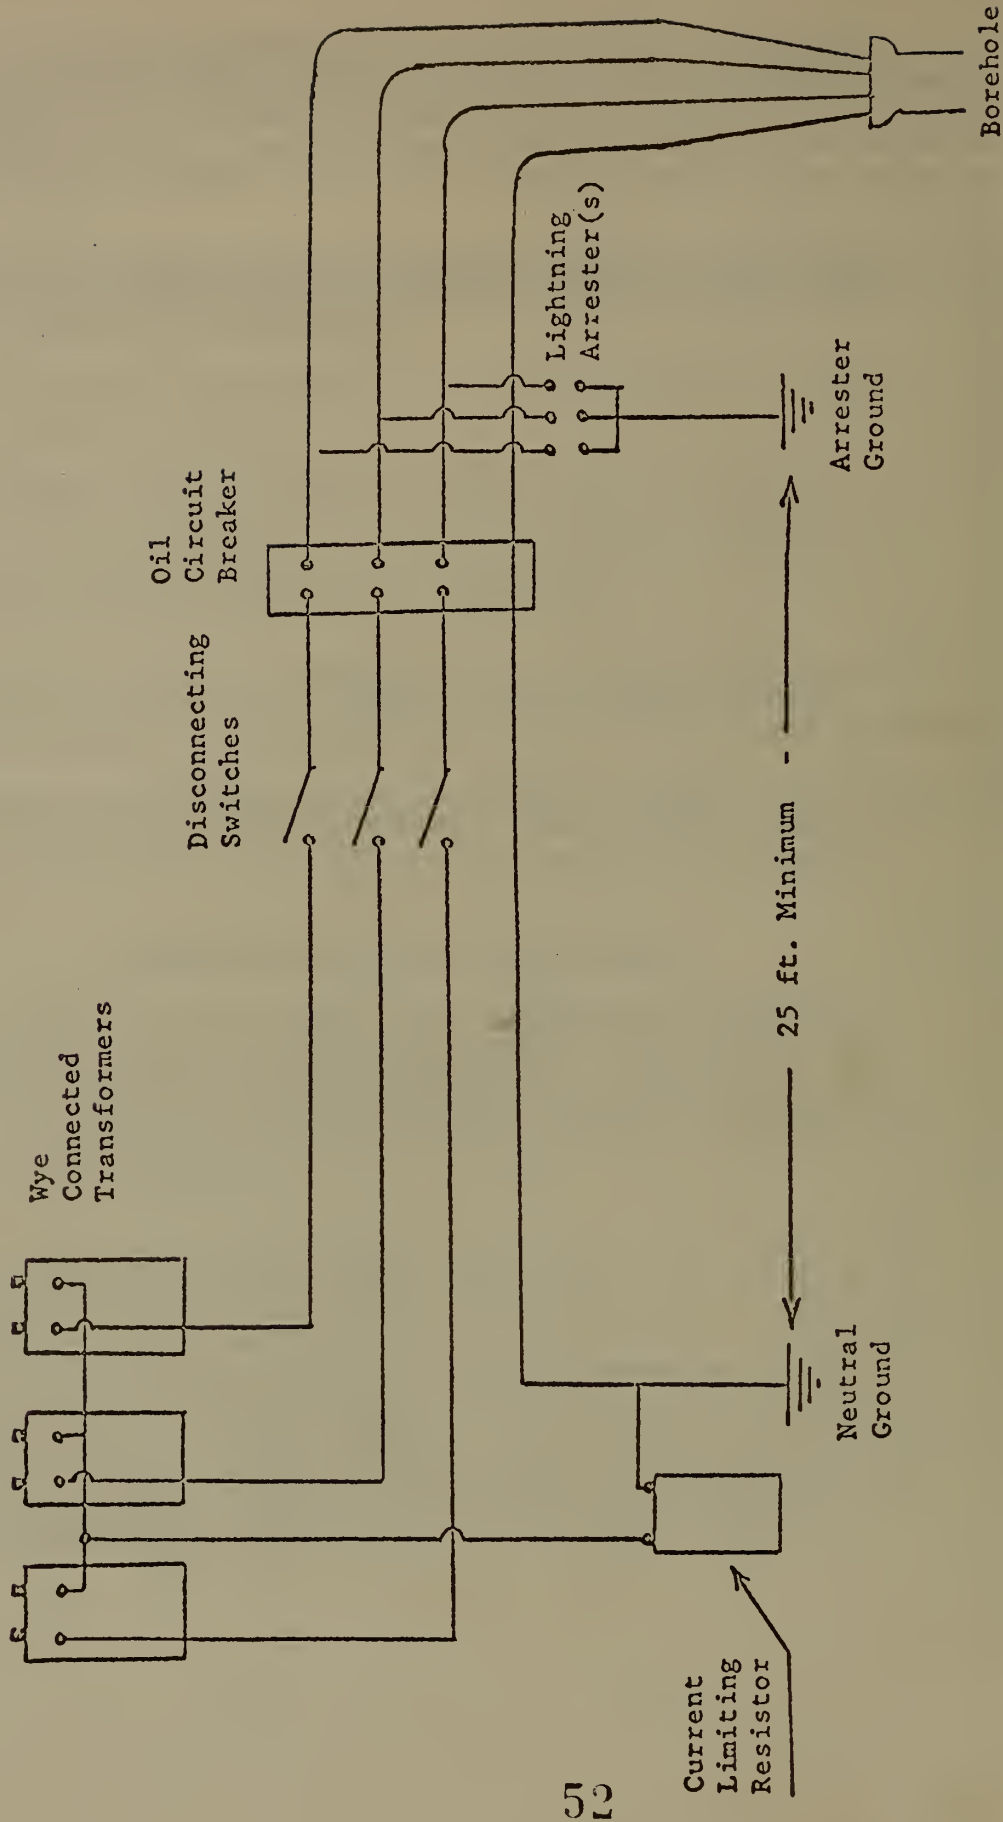 Wye
Connected
Transformers
Disconnecting
Switches
Oil
Circuit
Breaker
Lightning
Arrester(s)
Borehole
Current
Limiting
Resistor
Neutral
Ground
25 ft. Minimum -
Arrester
Ground
52